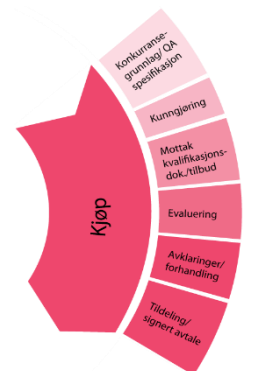 Konkurranse-
grunnlag/ QA
spesifikasjon
Kunngjøring
Mottak
kvalifikasjons-
dok./tilbud
Evaluering
Avklaringer/
forhandling
Tildeling/
signert avtale
Kjøp